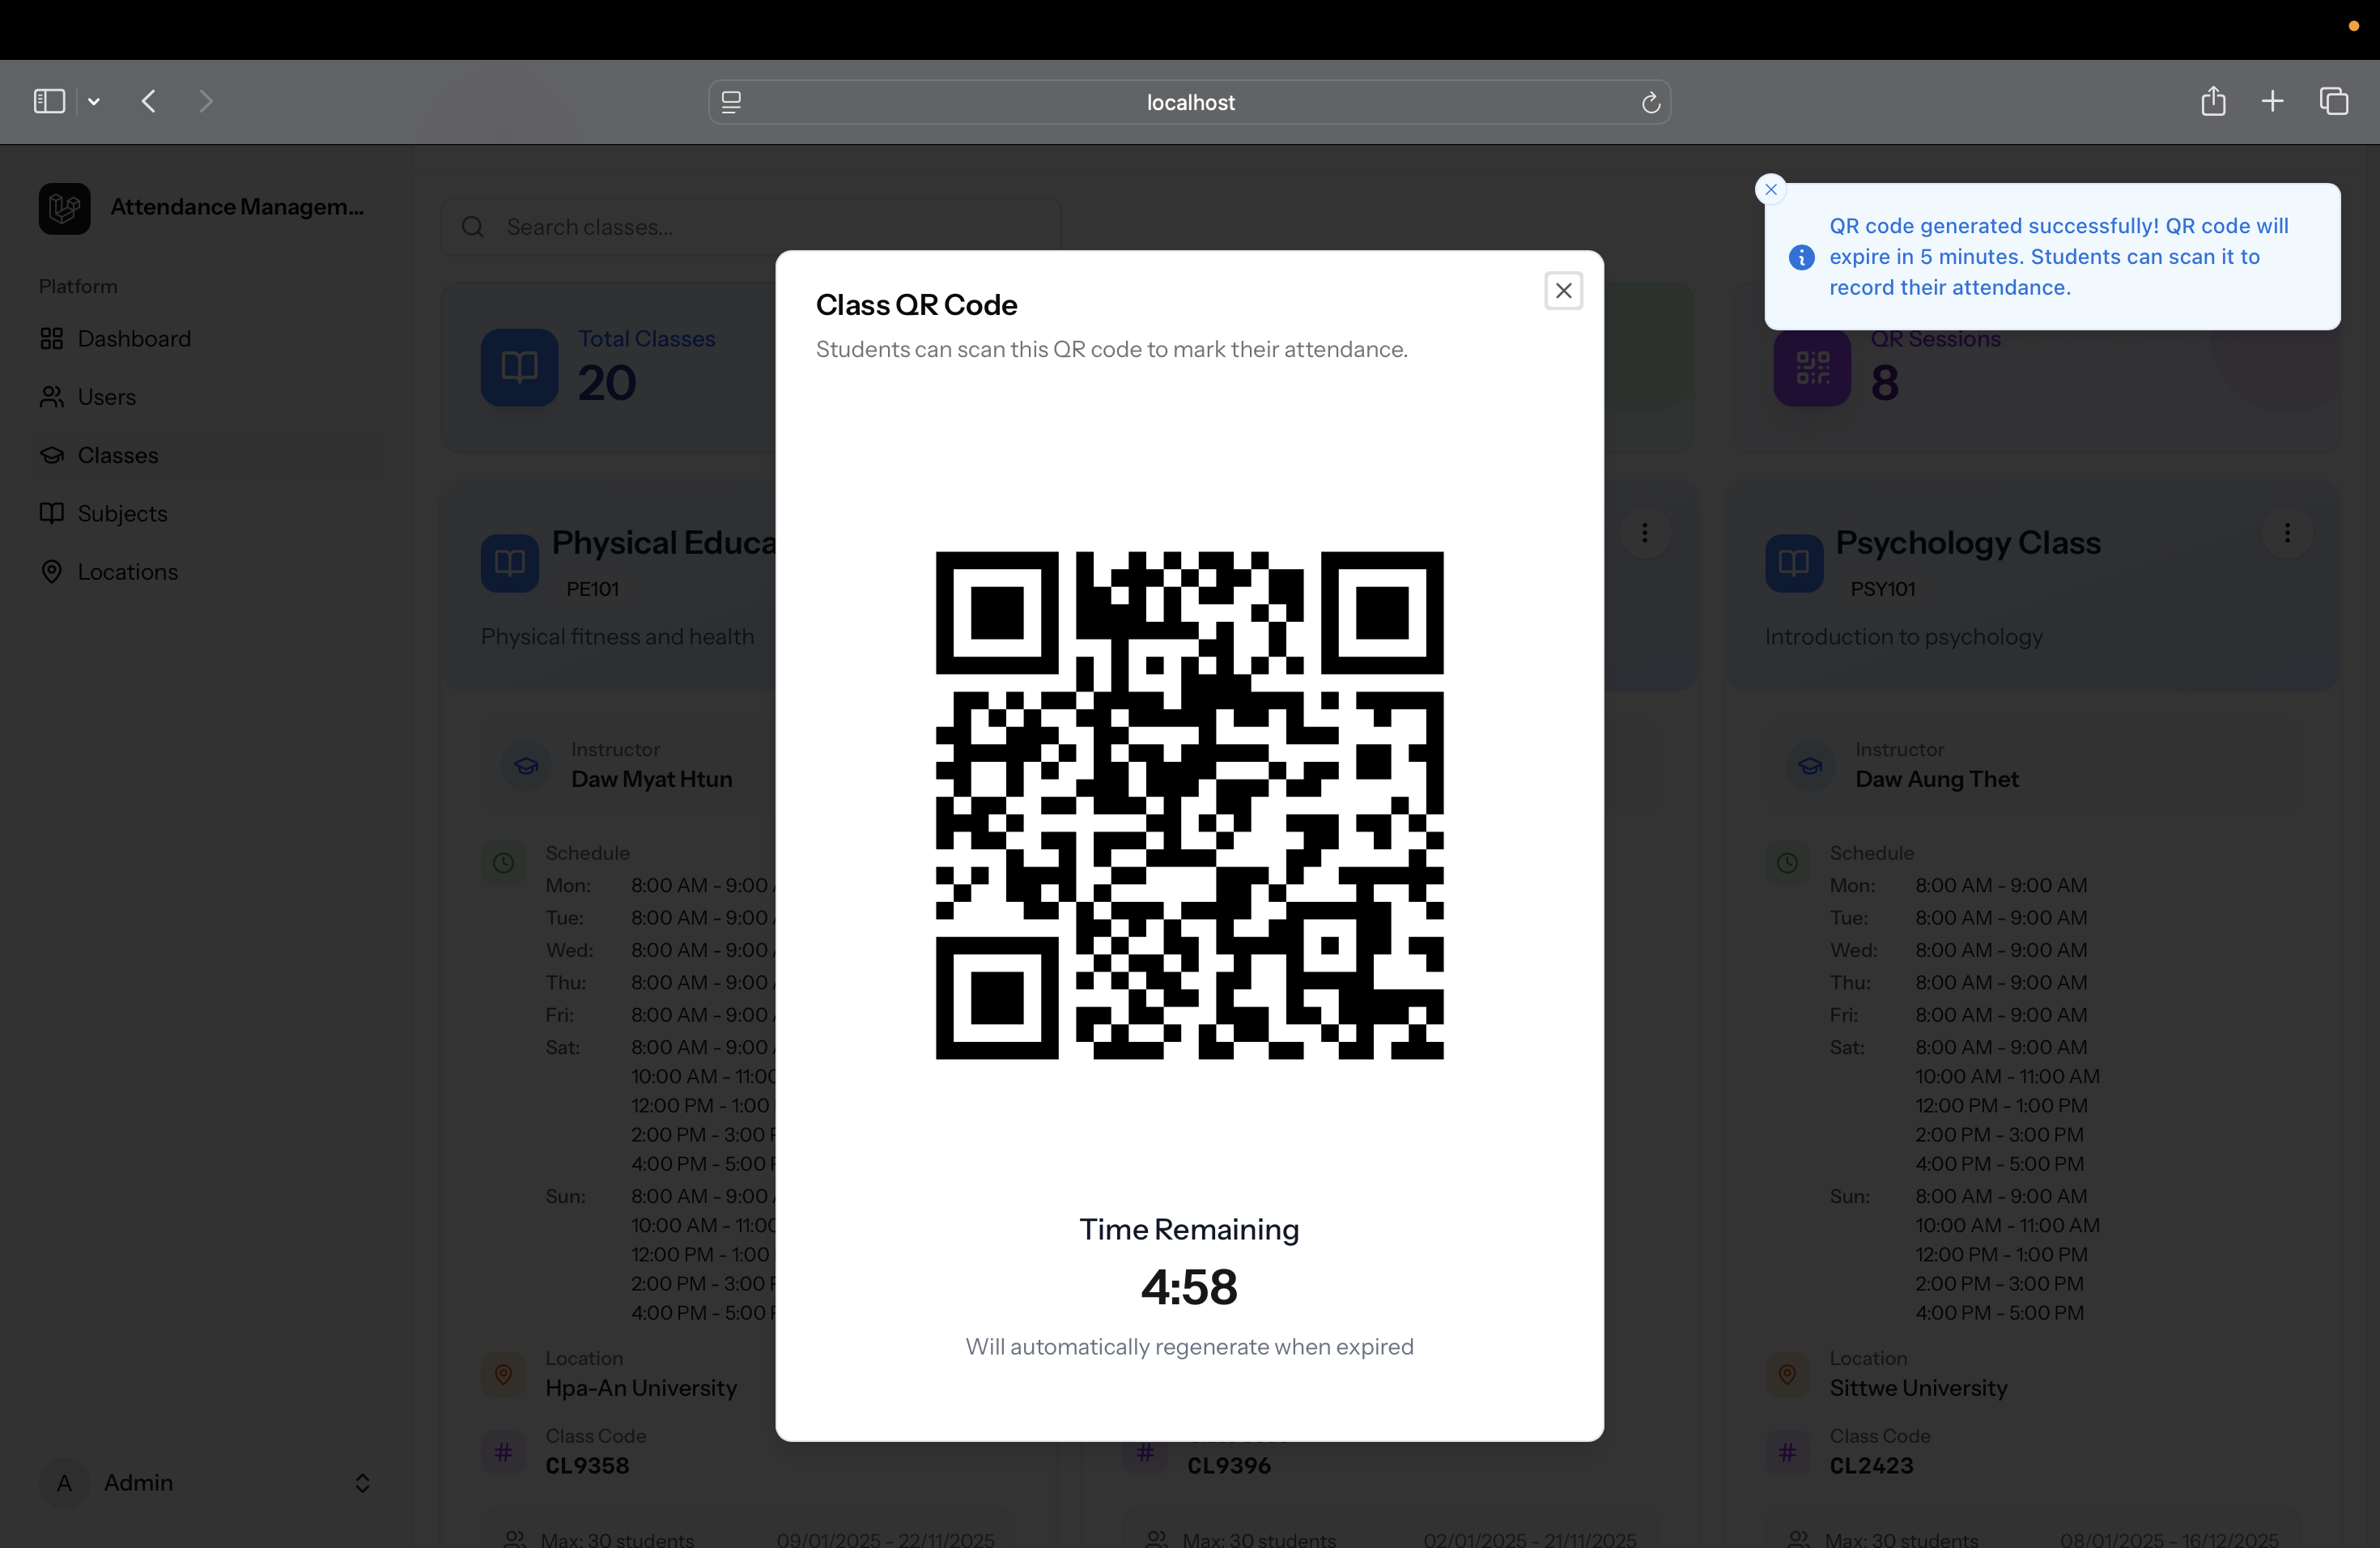 localhost
Attendance Managem...
Platform
Dashboard
Users
Classes
Subjects
Locations
A Admin
Search classes...
Total Classes
20
QR Sessions
8
QR code generated successfully! QR code will
expire in 5 minutes. Students can scan it to
record their attendance.
Class QR Code
Students can scan this QR code to mark their attendance.
Time Remaining
4:58
Will automatically regenerate when expired
Physical Educa
PE101
Physical fitness and health
Instructor
Daw Myat Htun
Schedule
Mon: 8:00 AM - 9:00
Tue: 8:00 AM - 9:00
Wed: 8:00 AM - 9:00
Thu: 8:00 AM - 9:00
Fri: 8:00 AM - 9:00
Sat: 8:00 AM - 9:00
10:00 AM - 11:00
12:00 PM - 1:00
2:00 PM - 3:00
4:00 PM - 5:00
Sun: 8:00 AM - 9:00
10:00 AM - 11:00
12:00 PM - 1:00
2:00 PM - 3:00
4:00 PM - 5:00
Location
Hpa-An University
Class Code
# CL9358
Max: 30 students 09/01/2025 - 22/11/2025
# CL9396
Max: 30 students 02/01/2025 - 21/11/2025
Psychology Class
PSY101
Introduction to psychology
Instructor
Daw Aung Thet
Schedule
Mon: 8:00 AM - 9:00 AM
Tue: 8:00 AM - 9:00 AM
Wed: 8:00 AM - 9:00 AM
Thu: 8:00 AM - 9:00 AM
Fri: 8:00 AM - 9:00 AM
Sat: 8:00 AM - 9:00 AM
10:00 AM - 11:00 AM
12:00 PM - 1:00 PM
2:00 PM - 3:00 PM
4:00 PM - 5:00 PM
Sun: 8:00 AM - 9:00 AM
10:00 AM - 11:00 AM
12:00 PM - 1:00 PM
2:00 PM - 3:00 PM
4:00 PM - 5:00 PM
Location
Sittwe University
Class Code
# CL2423
Max: 30 students 08/01/2025 - 16/12/2025